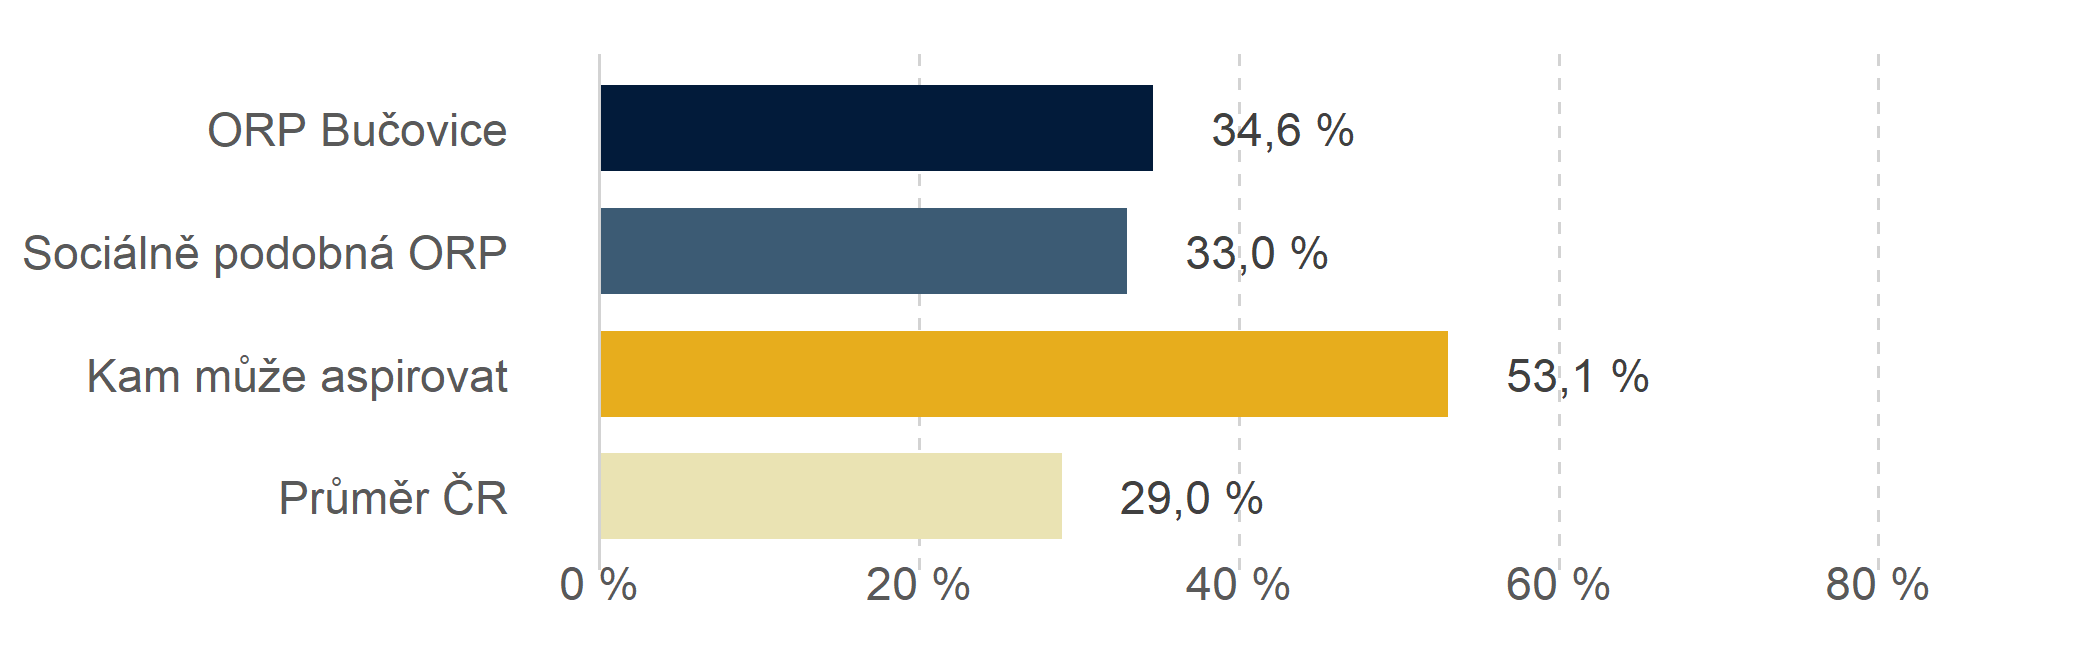 ORP Bučovice 34,6 %
Sociálně podobná ORP 33,0 %
Kam může aspirovat 53,1 %
Průměr ČR 29,0 %
0 % 20 % 40 % 60 % 80 %